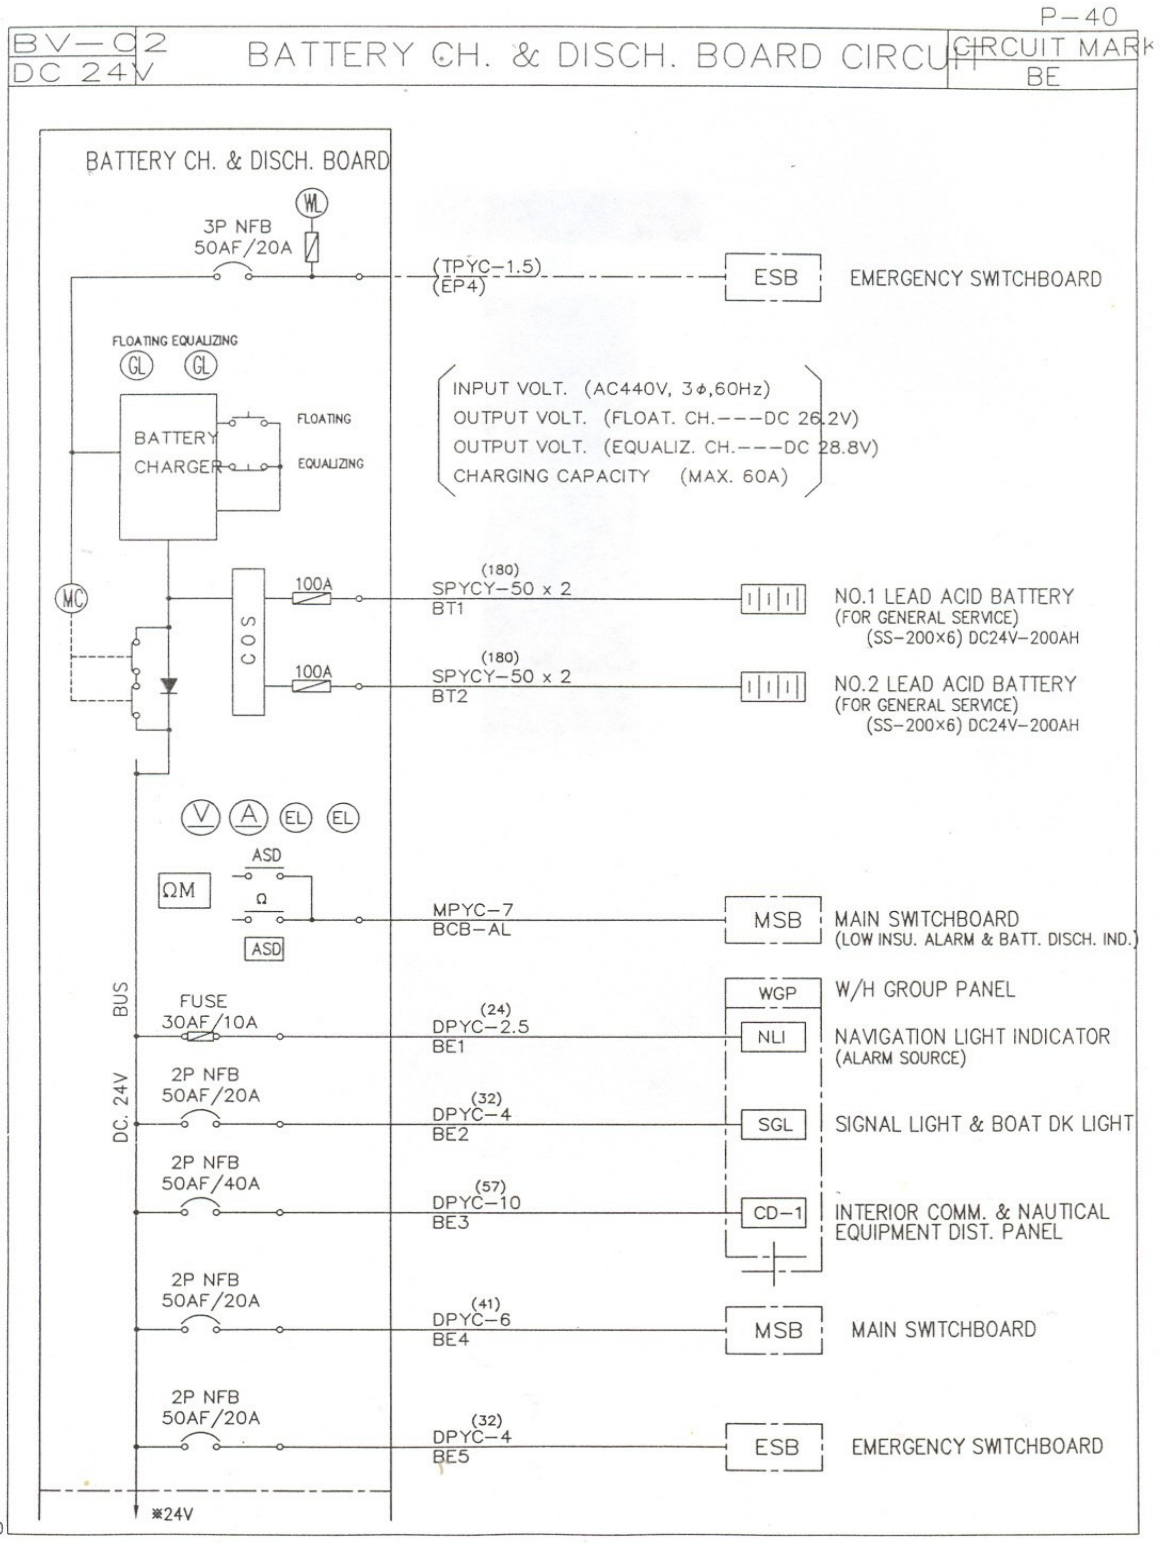 P-40
BV-02
DC 24V
BATTERY CH. & DISCH. BOARD CIRCUIT
CIRCUIT MARK
BE
BATTERY CH. & DISCH. BOARD
WL
3P NFB
50AF/20A
(TPYC-1.5)
(EP4)
ESB
EMERGENCY SWITCHBOARD
FLOATING EQUALIZING
GL GL
BATTERY
CHARGER
FLOATING
EQUALIZING
INPUT VOLT. (AC440V, 3φ,60Hz)
OUTPUT VOLT. (FLOAT. CH.---DC 26.2V)
OUTPUT VOLT. (EQUALIZ. CH.---DC 28.8V)
CHARGING CAPACITY (MAX. 60A)
MC
COS
100A
(180)
SPYCY-50 x 2
BT1
NO.1 LEAD ACID BATTERY
(FOR GENERAL SERVICE)
(SS-200×6) DC24V-200AH
100A
(180)
SPYCY-50 x 2
BT2
NO.2 LEAD ACID BATTERY
(FOR GENERAL SERVICE)
(SS-200×6) DC24V-200AH
V A EL EL
ASD
ΩM
Ω
ASD
MPYC-7
BCB-AL
MSB
MAIN SWITCHBOARD
(LOW INSU. ALARM & BATT. DISCH. IND.)
DC. 24V BUS
WGP
W/H GROUP PANEL
FUSE
30AF/10A
(24)
DPYC-2.5
BE1
NLI
NAVIGATION LIGHT INDICATOR
(ALARM SOURCE)
2P NFB
50AF/20A
(32)
DPYC-4
BE2
SGL
SIGNAL LIGHT & BOAT DK LIGHT
2P NFB
50AF/40A
(57)
DPYC-10
BE3
CD-1
INTERIOR COMM. & NAUTICAL
EQUIPMENT DIST. PANEL
2P NFB
50AF/20A
(41)
DPYC-6
BE4
MSB
MAIN SWITCHBOARD
2P NFB
50AF/20A
(32)
DPYC-4
BE5
ESB
EMERGENCY SWITCHBOARD
※24V